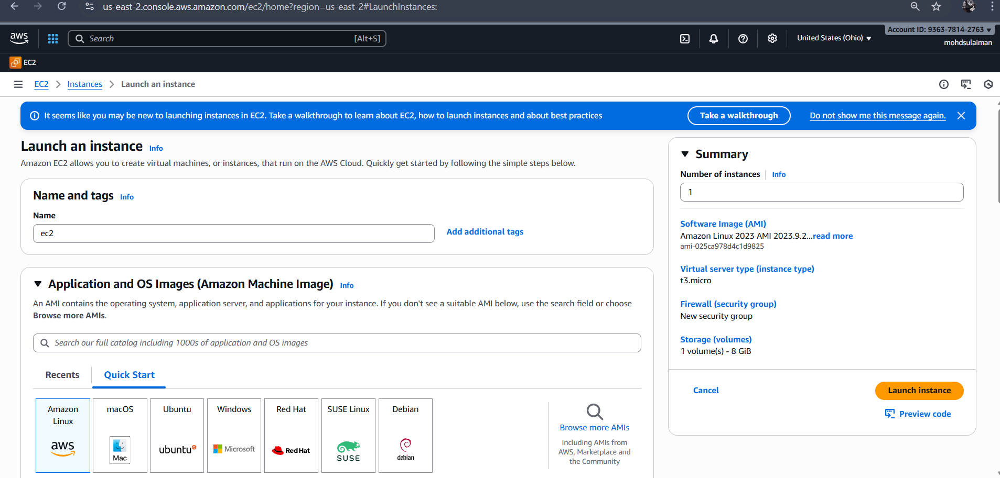 us-east-2.console.aws.amazon.com/ec2/home?region=us-east-2#LaunchInstances:
aws
Search
[Alt+S]
United States (Ohio)
Account ID: 9363-7814-2763
mohdsulaiman
EC2
EC2
Instances
Launch an instance
It seems like you may be new to launching instances in EC2. Take a walkthrough to learn about EC2, how to launch instances and about best practices
Take a walkthrough
Do not show me this message again.
Launch an instance Info
Amazon EC2 allows you to create virtual machines, or instances, that run on the AWS Cloud. Quickly get started by following the simple steps below.
Name and tags Info
Name
ec2
Add additional tags
Application and OS Images (Amazon Machine Image) Info
An AMI contains the operating system, application server, and applications for your instance. If you don't see a suitable AMI below, use the search field or choose
Browse more AMIs.
Search our full catalog including 1000s of application and OS images
Recents
Quick Start
Amazon
Linux
aws
macOS
Mac
Ubuntu
ubuntu
Windows
Microsoft
Red Hat
Red Hat
SUSE Linux
SUSE
Debian
debian
Browse more AMIs
Including AMIs from
AWS, Marketplace and
the Community
Summary
Number of instances Info
1
Software Image (AMI)
Amazon Linux 2023 AMI 2023.9.2...read more
ami-025ca978d4c1d9825
Virtual server type (instance type)
t3.micro
Firewall (security group)
New security group
Storage (volumes)
1 volume(s) - 8 GiB
Cancel
Launch instance
Preview code